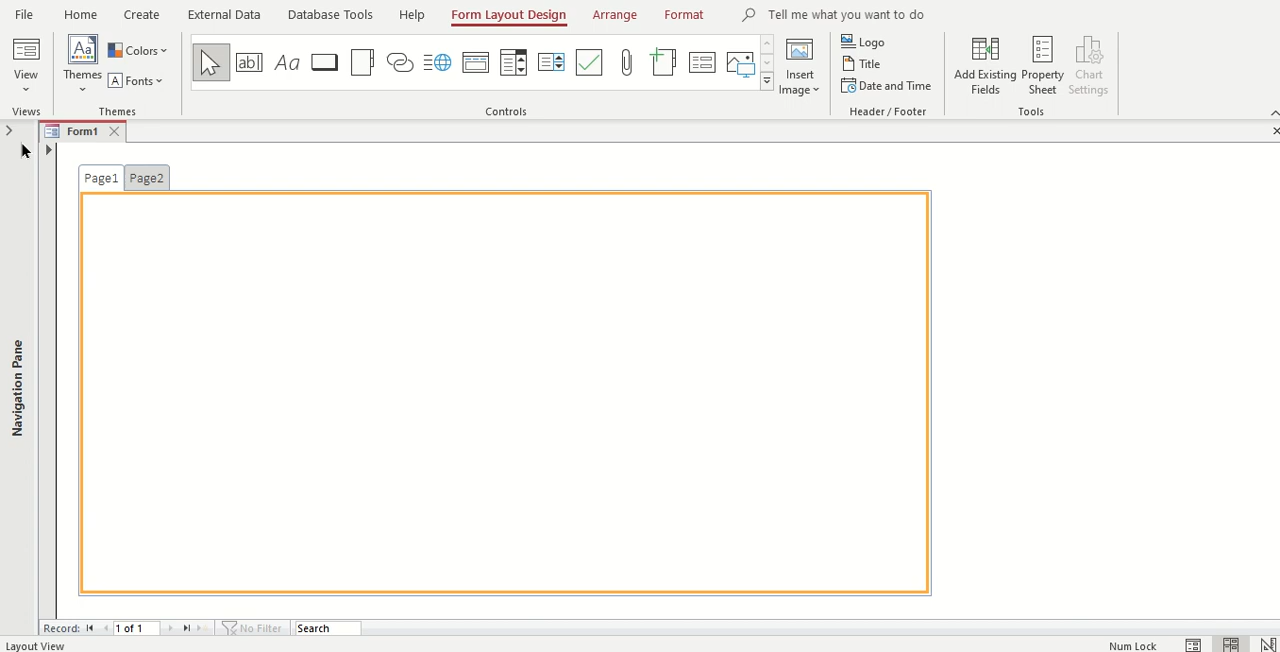 File Home Create External Data Database Tools Help Form Layout Design Arrange Format Tell me what you want to do
View
Views
Aa
Themes
Colors
A Fonts
Themes
ab
Aa
Controls
Insert
Image
Logo
Title
Date and Time
Header / Footer
Add Existing
Fields
Property
Sheet
Chart
Settings
Tools
Form1
Page1 Page2
Navigation Pane
Record: 1 of 1 No Filter Search
Layout View Num Lock